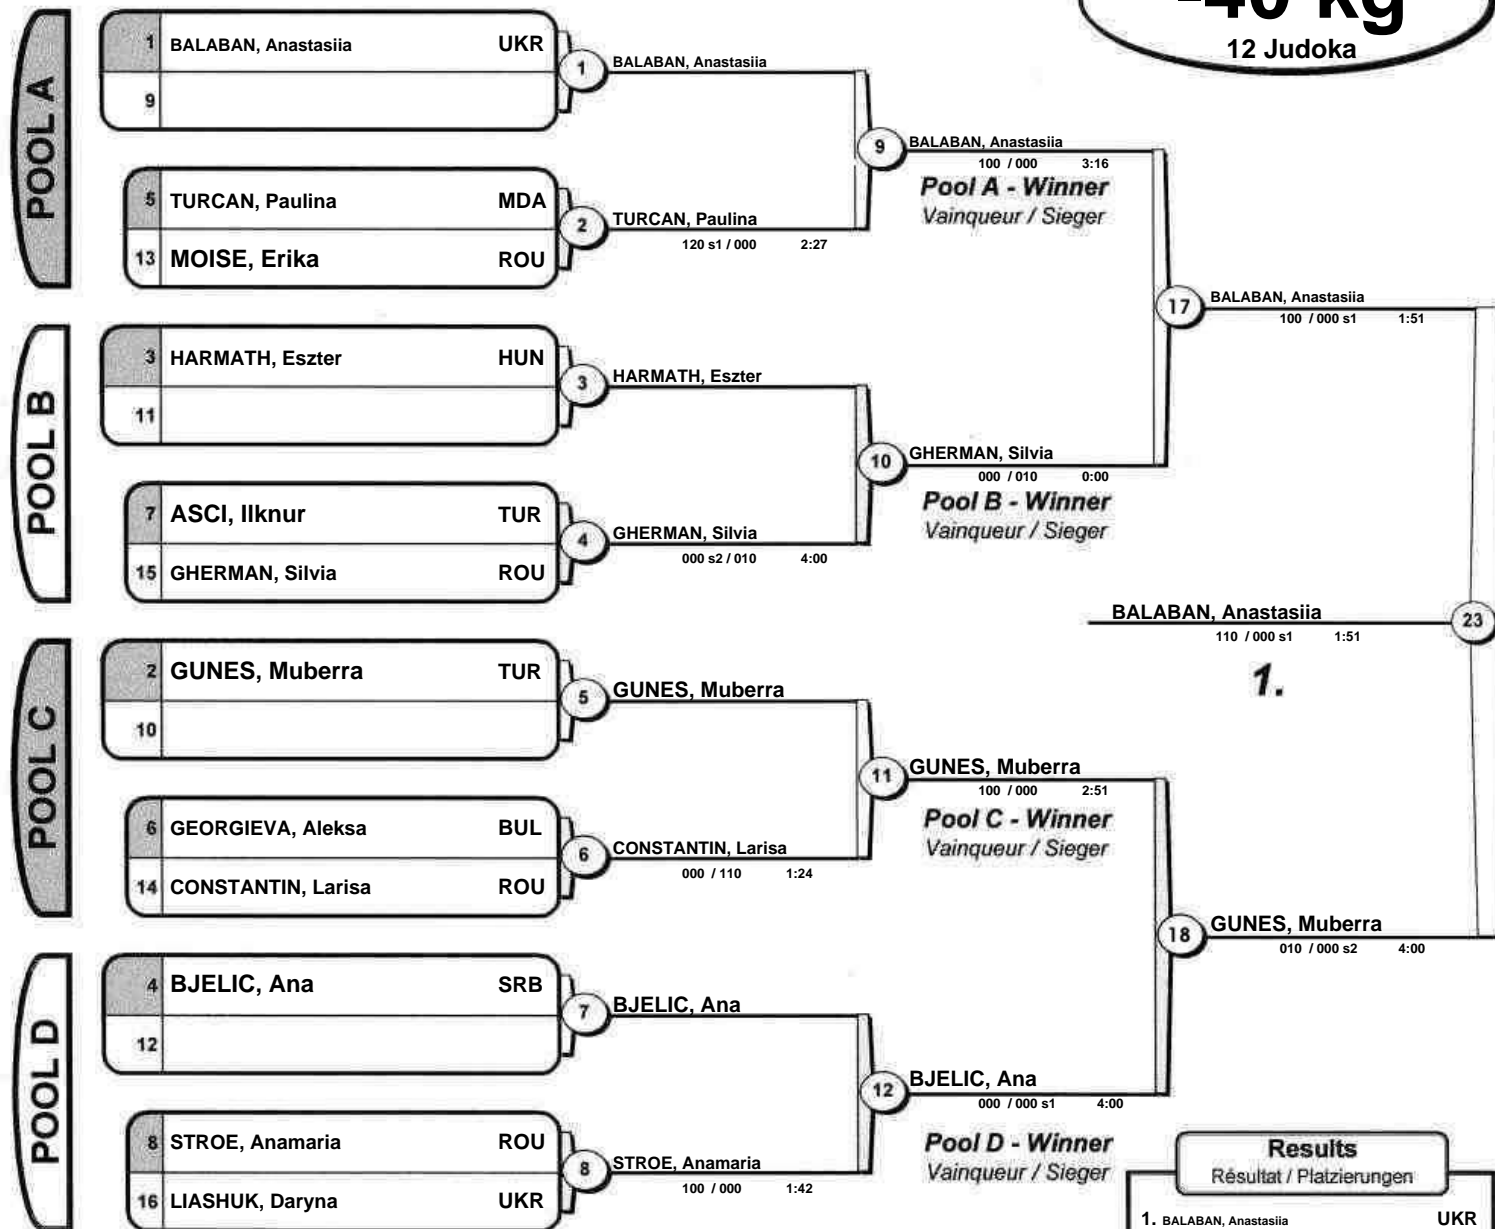 -40 kg
12 Judoka
POOL A
1 BALABAN, Anastasiia UKR
9
1 BALABAN, Anastasiia
5 TURCAN, Paulina MDA
13 MOISE, Erika ROU
2 TURCAN, Paulina
120 s1 / 000 2:27
9 BALABAN, Anastasiia
100 / 000 3:16
Pool A - Winner
Vainqueur / Sieger
POOL B
3 HARMATH, Eszter HUN
11
3 HARMATH, Eszter
7 ASCI, Ilknur TUR
15 GHERMAN, Silvia ROU
4 GHERMAN, Silvia
000 s2 / 010 4:00
10 GHERMAN, Silvia
000 / 010 0:00
Pool B - Winner
Vainqueur / Sieger
17 BALABAN, Anastasiia
100 / 000 s1 1:51
BALABAN, Anastasiia 23
110 / 000 s1 1:51
1.
POOL C
2 GUNES, Muberra TUR
10
5 GUNES, Muberra
6 GEORGIEVA, Aleksa BUL
14 CONSTANTIN, Larisa ROU
6 CONSTANTIN, Larisa
000 / 110 1:24
11 GUNES, Muberra
100 / 000 2:51
Pool C - Winner
Vainqueur / Sieger
18 GUNES, Muberra
010 / 000 s2 4:00
POOL D
4 BJELIC, Ana SRB
12
7 BJELIC, Ana
8 STROE, Anamaria ROU
16 LIASHUK, Daryna UKR
8 STROE, Anamaria
100 / 000 1:42
12 BJELIC, Ana
000 / 000 s1 4:00
Pool D - Winner
Vainqueur / Sieger
Results
Résultat / Platzierungen
1. BALABAN, Anastasiia UKR